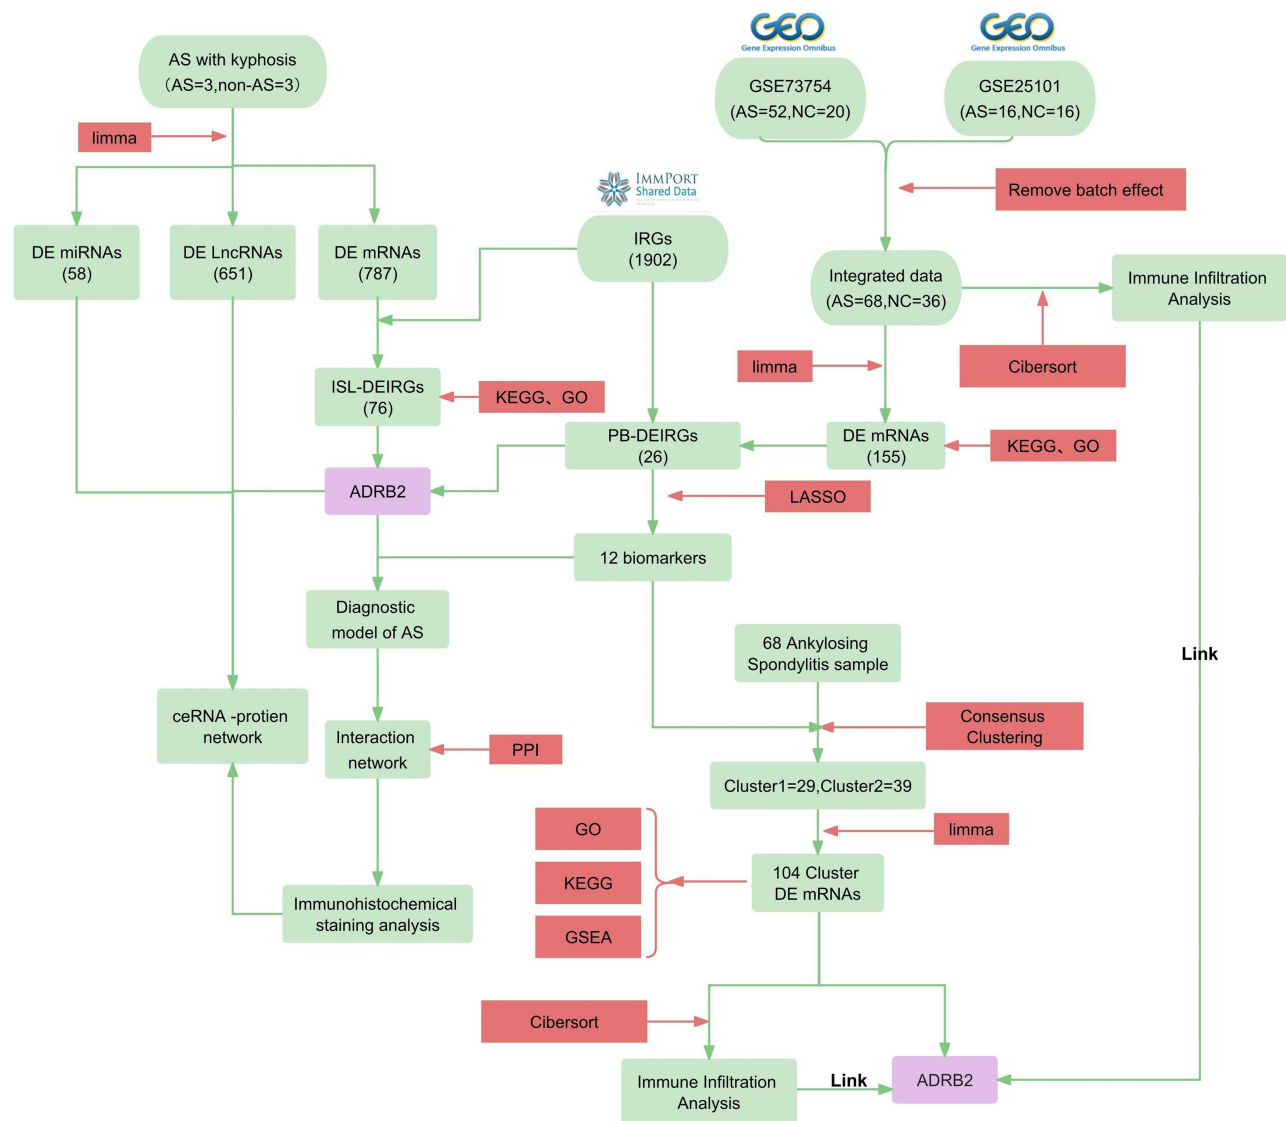 GEO
Gene Expression Omnibus
GEO
Gene Expression Omnibus
AS with kyphosis
(AS=3,non-AS=3)
GSE73754
(AS=52,NC=20)
GSE25101
(AS=16,NC=16)
limma
IMMPORT
Shared Data
Remove batch effect
DE miRNAs
(58)
DE LncRNAs
(651)
DE mRNAs
(787)
IRGs
(1902)
Integrated data
(AS=68,NC=36)
Immune Infiltration
Analysis
limma
Cibersort
ISL-DEIRGs
(76)
KEGG、GO
PB-DEIRGs
(26)
DE mRNAs
(155)
KEGG、GO
ADRB2
LASSO
12 biomarkers
Diagnostic
model of AS
68 Ankylosing
Spondylitis sample
Link
ceRNA -protien
network
Interaction
network
PPI
Consensus
Clustering
Cluster1=29,Cluster2=39
GO
limma
KEGG
104 Cluster
DE mRNAs
Immunohistochemical
staining analysis
GSEA
Cibersort
Immune Infiltration
Analysis
Link
ADRB2